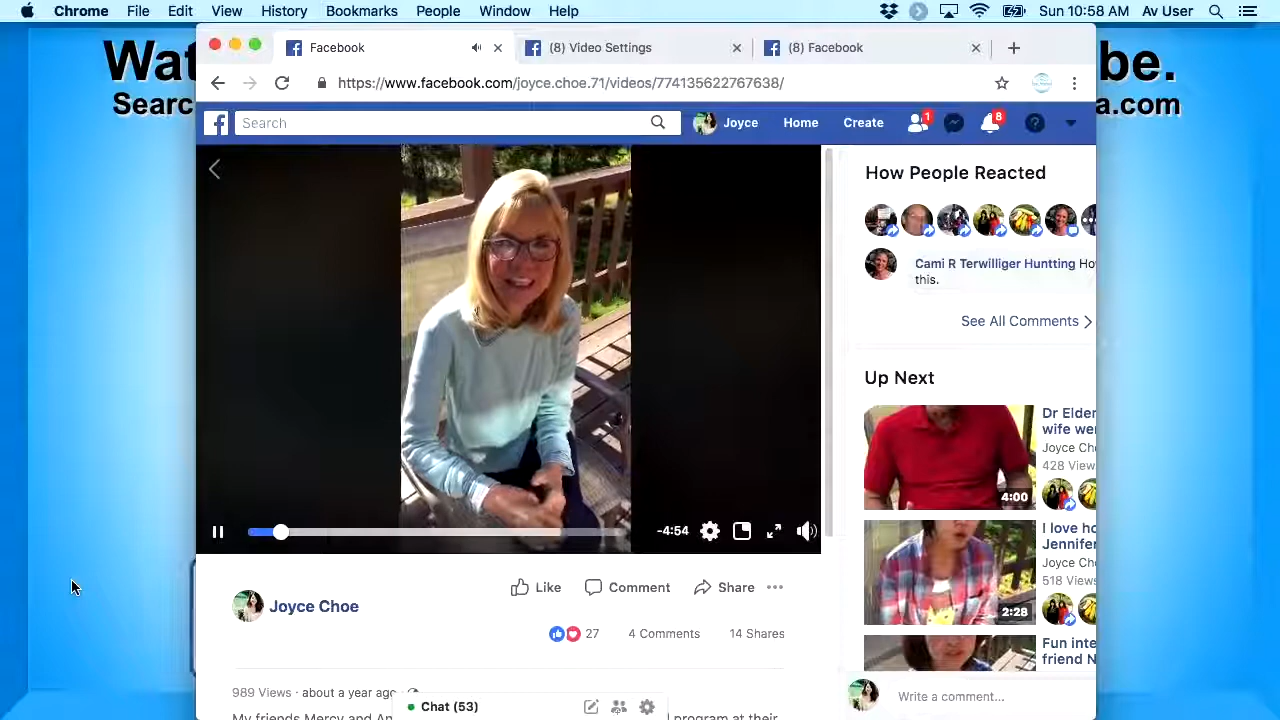 Chrome File Edit View History Bookmarks People Window Help Sun 10:58 AM Av User
Wat be.
Searc a.com
Facebook (8) Video Settings (8) Facebook
https://www.facebook.com/joyce.choe.71/videos/774135622767638/
Search Joyce Home Create 1 8
How People Reacted
Cami R Terwilliger Huntting Ho
this.
See All Comments
Up Next
Dr Elder
wife we
Joyce Ch
428 View
4:00
I love ho
Jennifer
Joyce Ch
518 View
2:28
Fun inte
friend N
-4:54
Like Comment Share
Joyce Choe
27 4 Comments 14 Shares
989 Views · about a year ago
Chat (53)
Write a comment...
My friends Mercy and An program at their